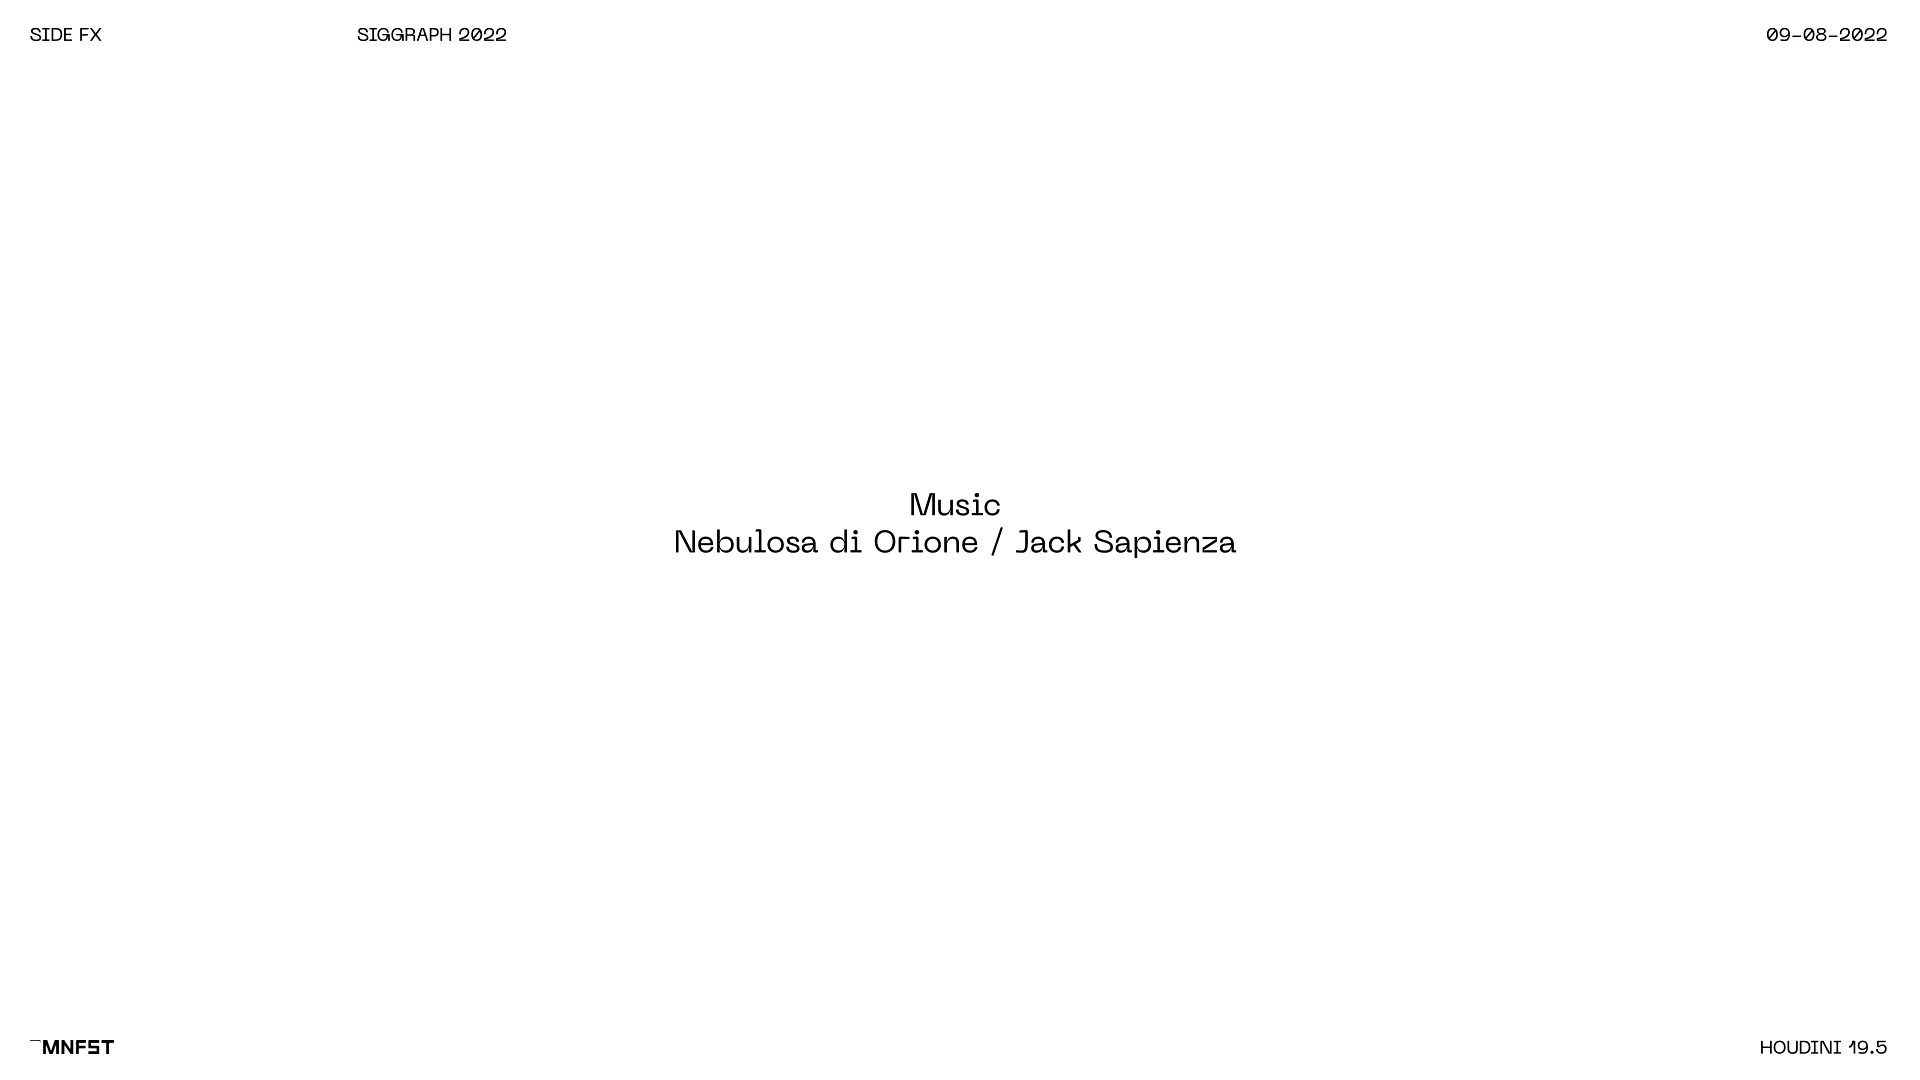 SIDE FX
SIGGRAPH 2022
09-08-2022
Music
Nebulosa di Orione / Jack Sapienza
MNFST
HOUDINI 19.5